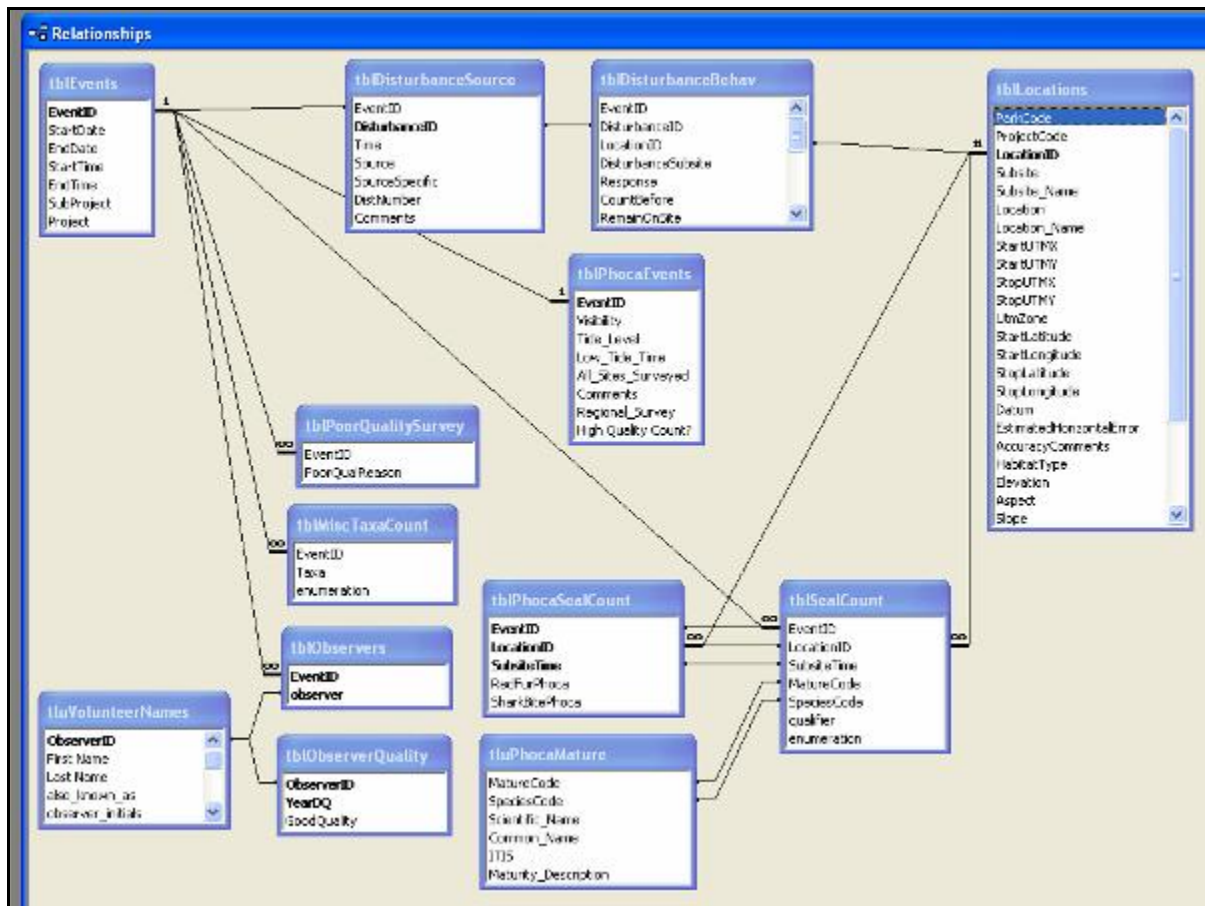 Relationships
tblEvents
EventID
StartDate
EndDate
StartTime
EndTime
SubProject
Project
tblDisturbanceSource
EventID
DisturbanceID
Time
Source
SourceSpecific
DistNumber
Comments
tblDisturbanceBehav
EventID
DisturbanceID
LocationID
DisturbanceSubsite
Response
CountBefore
RemainOnSite
tblLocations
ParkCode
ProjectCode
LocationID
Subsite
Subsite_Name
Location
Location_Name
StartUTMX
StartUTMY
StopUTMX
StopUTMY
UtmZone
StartLatitude
StartLongitude
StopLatitude
StopLongitude
Datum
EstimatedHorizontalError
AccuracyComments
HabitatType
Elevation
Aspect
Slope
1
1
∞
∞
∞
∞
∞
∞
tblPhocaEvents
EventID
Visibility
Tide_Level
Low_Tide_Time
All_Sites_Surveyed
Comments
Regional_Survey
High Quality Count?
tblPoorQualitySurvey
EventID
PoorQualReason
tblMiscTaxaCount
EventID
Taxa
enumeration
tblObservers
EventID
observer
tluVolunteerNames
ObserverID
First Name
Last Name
also_known_as
observer_initials
tblObserverQuality
ObserverID
YearDQ
GoodQuality
tblPhocaSealCount
EventID
LocationID
SubsiteTime
RedFurPhoca
SharkBitePhoca
tblSealCount
EventID
LocationID
SubsiteTime
MatureCode
SpeciesCode
qualifier
enumeration
tluPhocaMature
MatureCode
SpeciesCode
Scientific_Name
Common_Name
ITIS
Maturity_Description